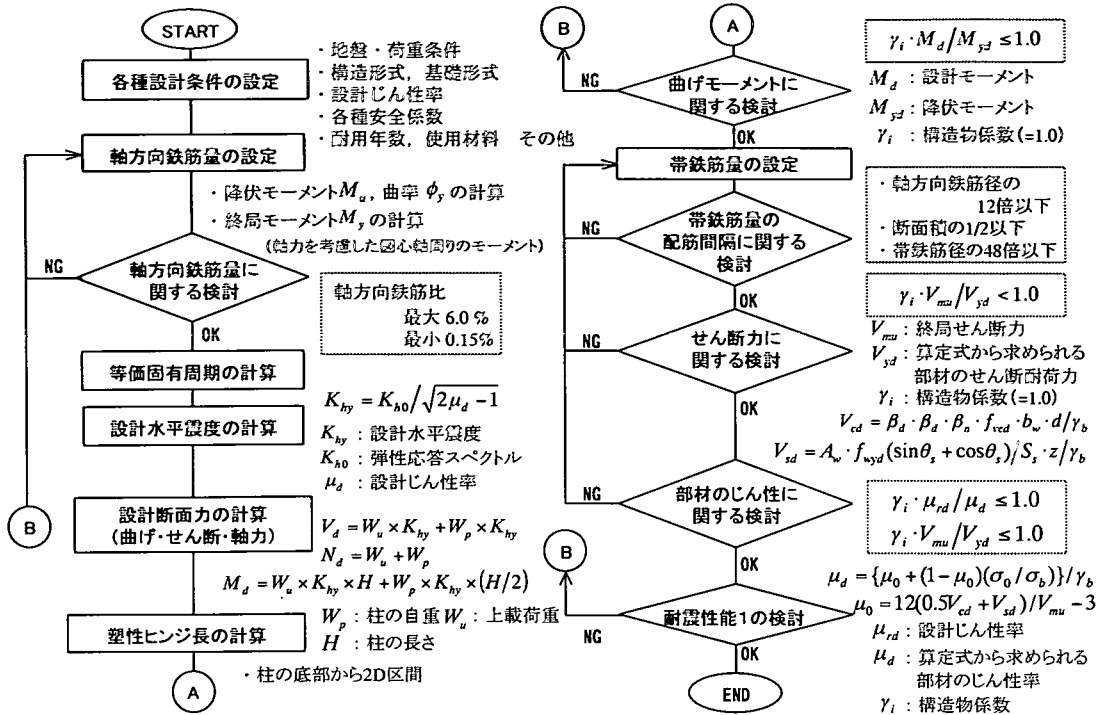 START
各種設計条件の設定
・地盤・荷重条件
・構造形式，基礎形式
・設計じん性率
・各種安全係数
・耐用年数，使用材料　その他
軸方向鉄筋量の設定
・降伏モーメントM_u，曲率 φ_y の計算
・終局モーメントM_y の計算
(軸力を考慮した図心軸周りのモーメント)
NG
軸方向鉄筋量に
関する検討
軸方向鉄筋比
最大 6.0 %
最小 0.15%
OK
等価固有周期の計算
設計水平震度の計算
K_hy = K_h0/√(2μ_d −1)
K_hy : 設計水平震度
K_h0 : 弾性応答スペクトル
μ_d : 設計じん性率
B
設計断面力の計算
(曲げ・せん断・軸力)
V_d = W_u × K_hy + W_p × K_hy
N_d = W_u + W_p
M_d = W_u × K_hy × H + W_p × K_hy × (H/2)
W_p : 柱の自重 W_u : 上載荷重
H : 柱の長さ
塑性ヒンジ長の計算
・柱の底部から2D区間
A
B
A
NG
曲げモーメントに
関する検討
OK
γ_i · M_d/M_yd ≤ 1.0
M_d : 設計モーメント
M_yd : 降伏モーメント
γ_i : 構造物係数(=1.0)
帯鉄筋量の設定
帯鉄筋量の
配筋間隔に関する
検討
・軸方向鉄筋径の
12倍以下
・断面積の1/2以下
・帯鉄筋径の48倍以下
OK
NG
せん断力に
関する検討
OK
γ_i · V_mu/V_yd < 1.0
V_mu : 終局せん断力
V_yd : 算定式から求められる
部材のせん断耐荷力
γ_i : 構造物係数(=1.0)
V_cd = β_d · β_d · β_n · f_vcd · b_w · d/γ_b
V_sd = A_w · f_wyd (sinθ_s + cosθ_s)/S_s · z/γ_b
NG
部材のじん性に
関する検討
OK
γ_i · μ_rd/μ_d ≤ 1.0
γ_i · V_mu/V_yd ≤ 1.0
μ_d = {μ_0 + (1 − μ_0)(σ_0/σ_b)}/γ_b
μ_0 = 12(0.5V_cd + V_sd)/V_mu − 3
μ_rd : 設計じん性率
μ_d : 算定式から求められる
部材のじん性率
γ_i : 構造物係数
B
NG
耐震性能1の検討
OK
END